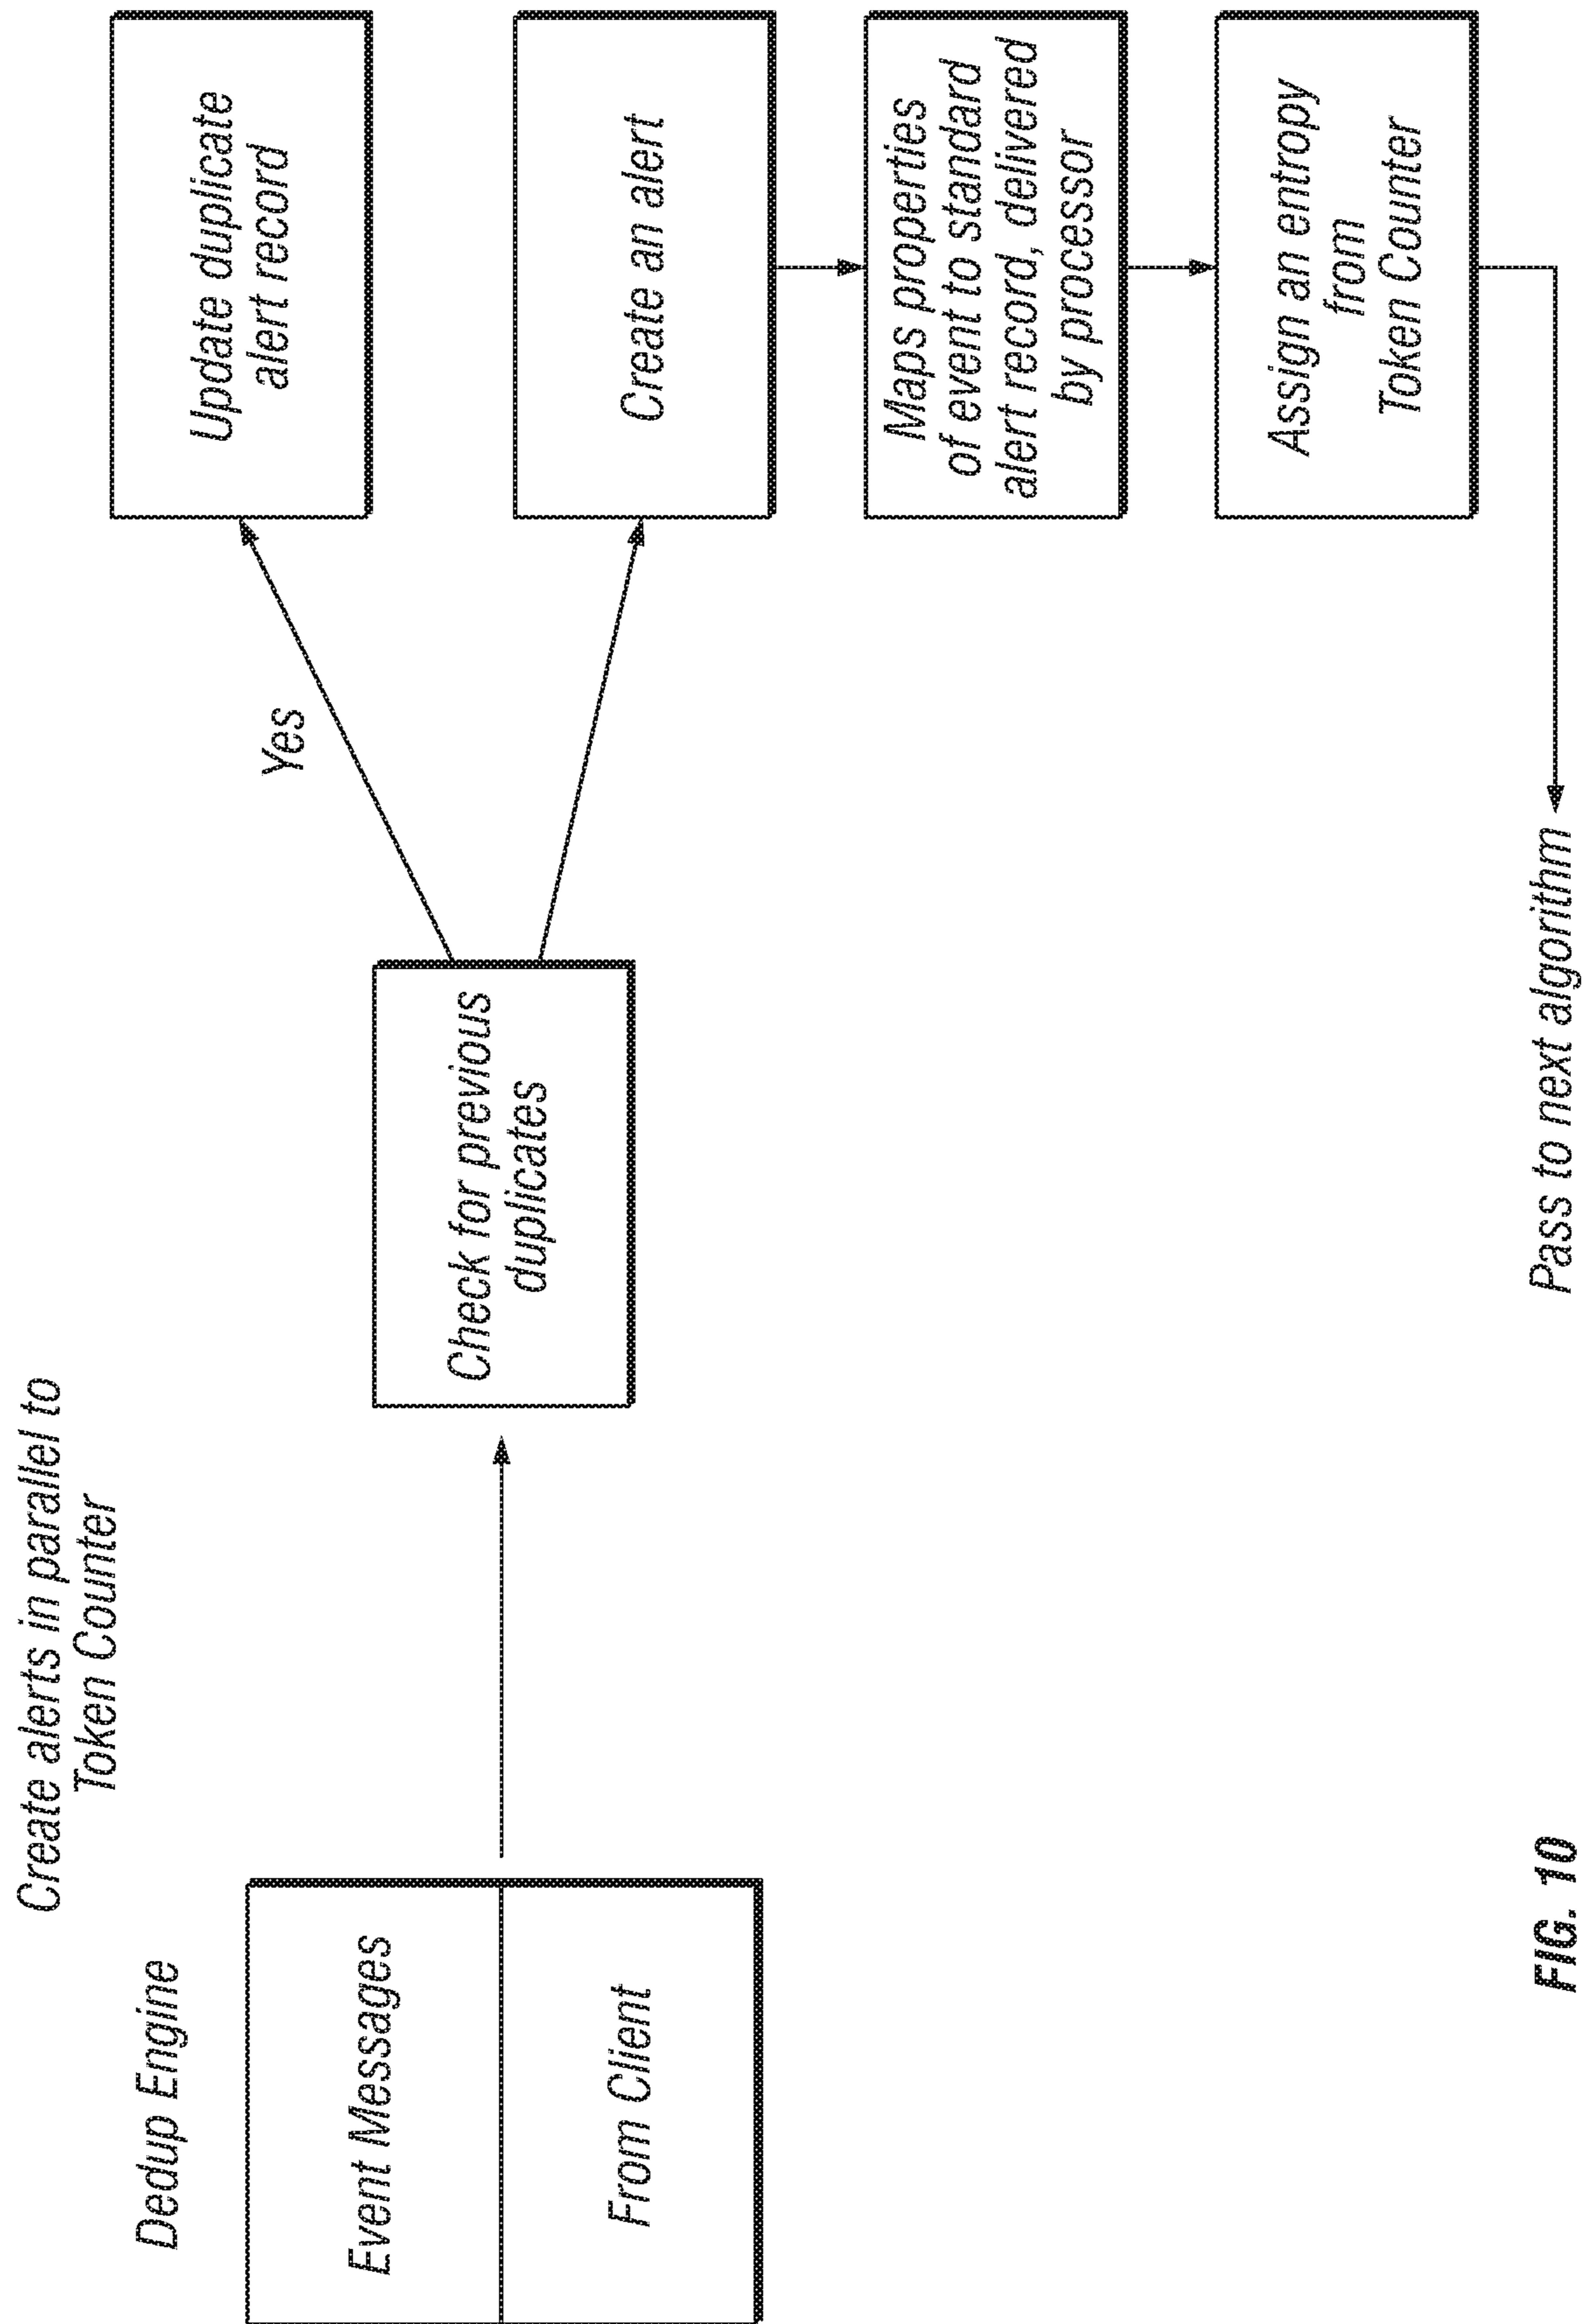 Create alerts in parallel to
Token Counter
Dedup Engine
Event Messages
From Client
Check for previous
duplicates
Yes
Update duplicate
alert record
Create an alert
Maps properties
of event to standard
alert record, delivered
by processor
Assign an entropy
from
Token Counter
Pass to next algorithm
FIG. 10